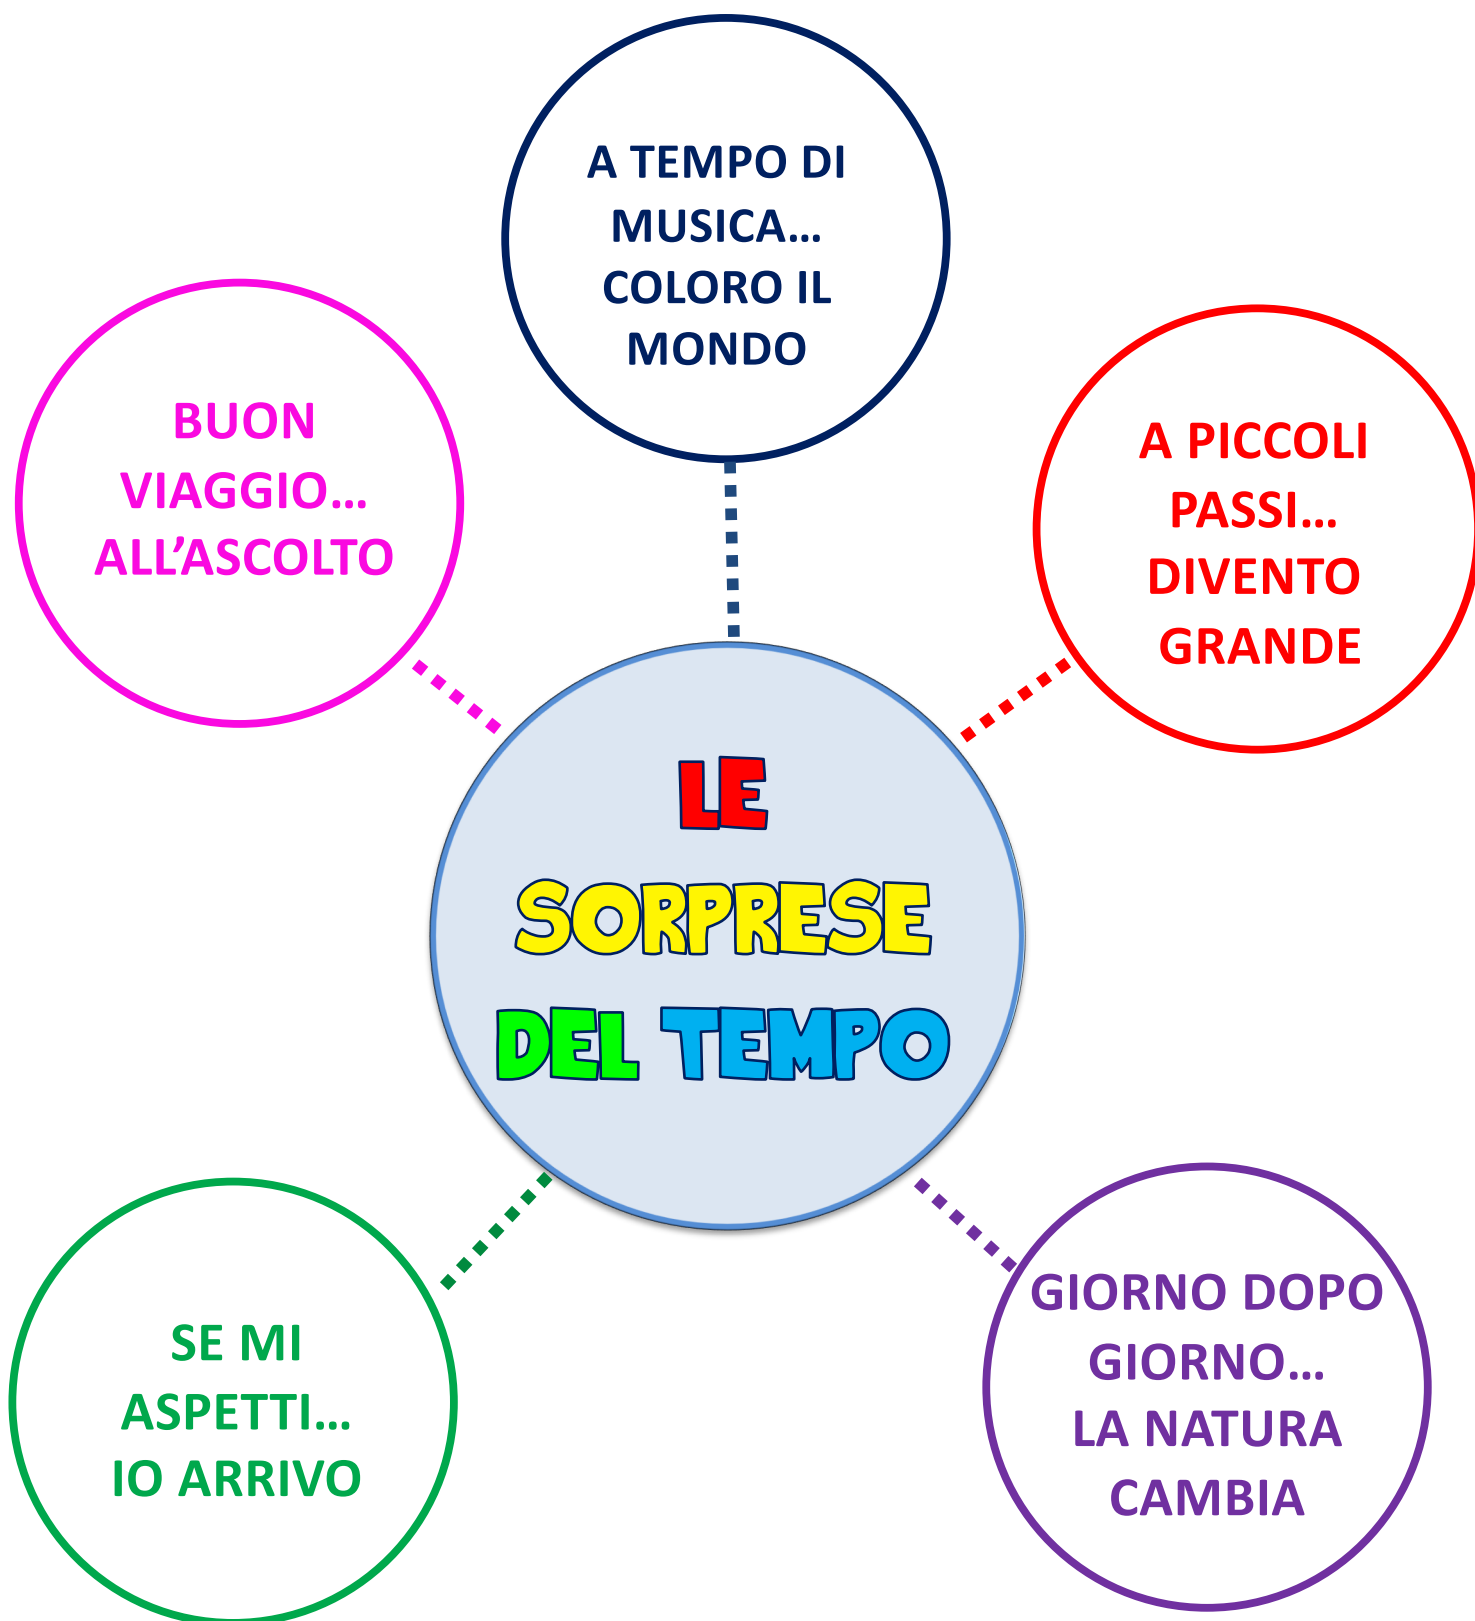 A TEMPO DI
MUSICA…
COLORO IL
MONDO
BUON
VIAGGIO…
ALL’ASCOLTO
A PICCOLI
PASSI…
DIVENTO
GRANDE
LE
SORPRESE
DEL TEMPO
SE MI
ASPETTI…
IO ARRIVO
GIORNO DOPO
GIORNO…
LA NATURA
CAMBIA